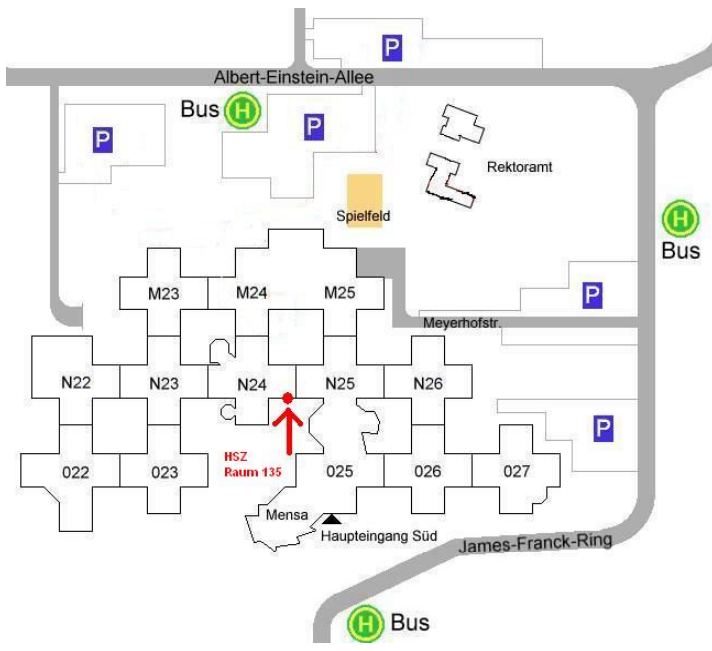 P
Albert-Einstein-Allee
Bus H
P
P
Rektoramt
Spielfeld
H
Bus
M23
M24
M25
P
Meyerhofstr.
N22
N23
N24
N25
N26
P
HSZ
Raum 135
022
023
025
026
027
Mensa
Haupteingang Süd
James-Franck-Ring
H Bus